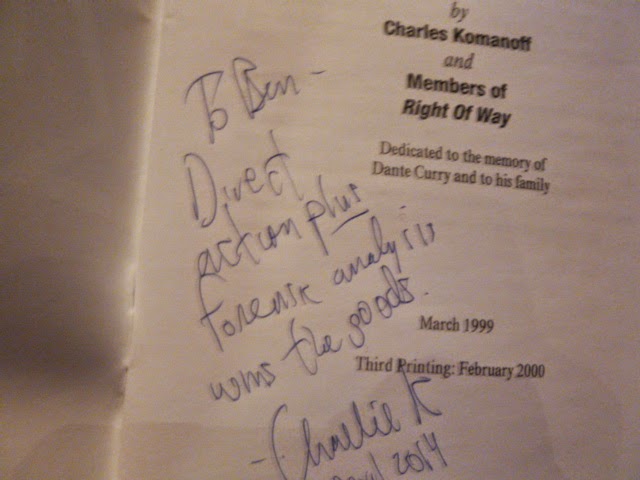 by
Charles Komanoff
and
Members of
Right Of Way
Dedicated to the memory of
Dante Curry and to his family
March 1999
Third Printing: February 2000
To Ben -
Direct
action plus
forensic analysis
wins the goods.
- Charlie K
2014